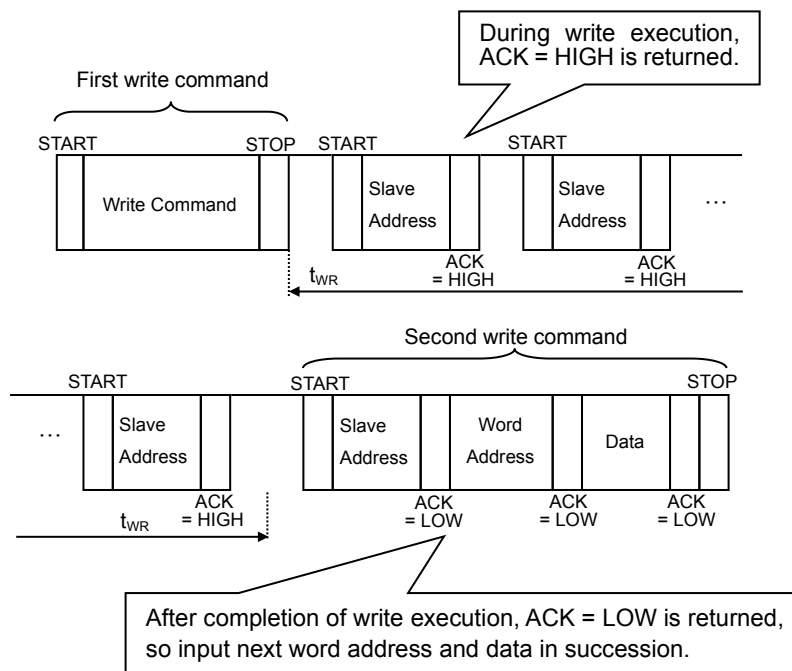 During write execution,
ACK = HIGH is returned.
First write command
START STOP START START
Write Command
Slave
Address
Slave
Address
...
ACK
= HIGH
ACK
= HIGH
tWR
Second write command
START START STOP
...
Slave
Address
Slave
Address
Word
Address
Data
ACK
= HIGH
ACK
= LOW
ACK
= LOW
ACK
= LOW
tWR
After completion of write execution, ACK = LOW is returned,
so input next word address and data in succession.